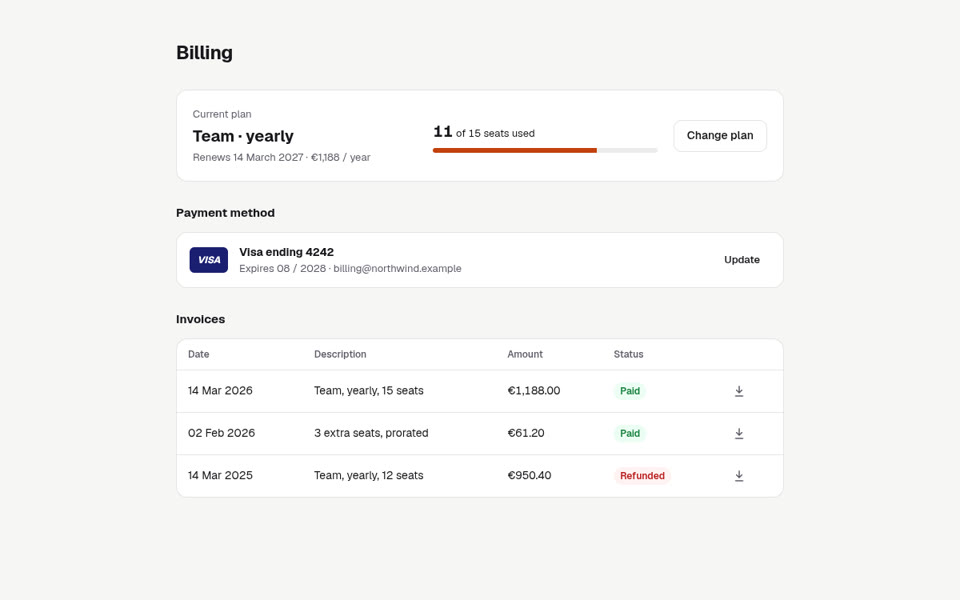 Billing
Current plan
Team · yearly
Renews 14 March 2027 · €1,188 / year
11 of 15 seats used
Change plan
Payment method
VISA
Visa ending 4242
Expires 08 / 2028 · billing@northwind.example
Update
Invoices
Date Description Amount Status
14 Mar 2026 Team, yearly, 15 seats €1,188.00 Paid
02 Feb 2026 3 extra seats, prorated €61.20 Paid
14 Mar 2025 Team, yearly, 12 seats €950.40 Refunded